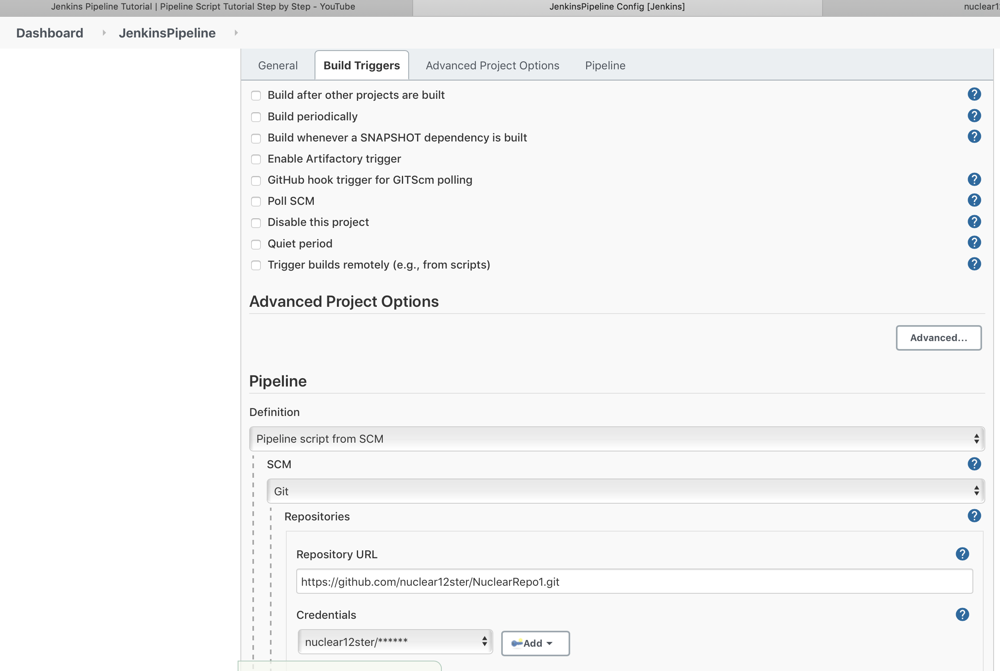 Jenkins Pipeline Tutorial | Pipeline Script Tutorial Step by Step - YouTube
JenkinsPipeline Config [Jenkins]
nuclear12
Dashboard
JenkinsPipeline
General
Build Triggers
Advanced Project Options
Pipeline
Build after other projects are built
?
Build periodically
?
Build whenever a SNAPSHOT dependency is built
?
Enable Artifactory trigger
GitHub hook trigger for GITScm polling
?
Poll SCM
?
Disable this project
?
Quiet period
?
Trigger builds remotely (e.g., from scripts)
?
Advanced Project Options
Advanced...
Pipeline
Definition
Pipeline script from SCM
SCM
?
Git
Repositories
?
Repository URL
?
https://github.com/nuclear12ster/NuclearRepo1.git
Credentials
?
nuclear12ster/******
Add